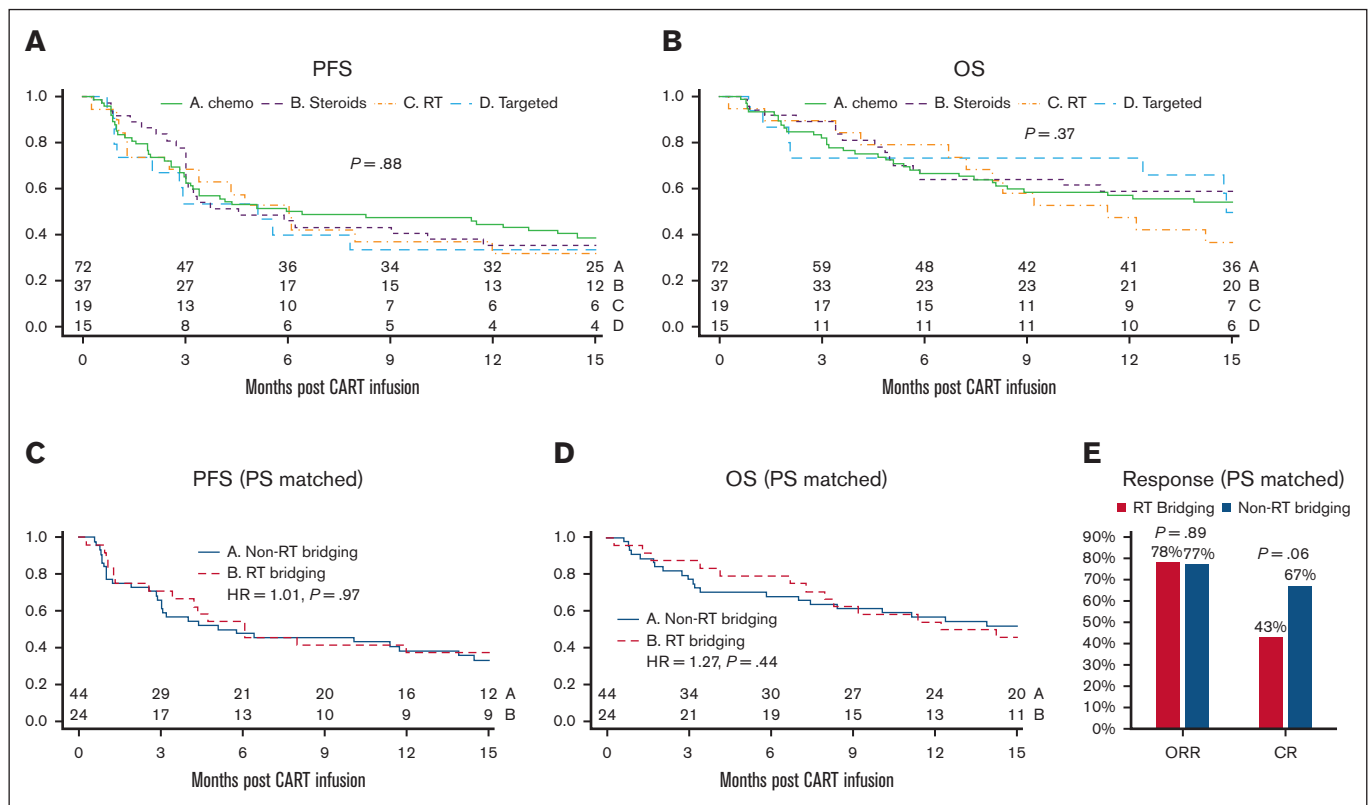 A
PFS
1.0
0.8
0.6
0.4
0.2
0.0
A. chemo B. Steroids C. RT D. Targeted
P = .88
72 47 36 34 32 25 A
37 27 17 15 13 12 B
19 13 10 7 6 6 C
15 8 6 5 4 4 D
0 3 6 9 12 15
Months post CART infusion
B
OS
1.0
0.8
0.6
0.4
0.2
0.0
A. chemo B. Steroids C. RT D. Targeted
P = .37
72 59 48 42 41 36 A
37 33 23 23 21 20 B
19 17 15 11 9 7 C
15 11 11 11 10 6 D
0 3 6 9 12 15
Months post CART infusion
C
PFS (PS matched)
1.0
0.8
0.6
0.4
0.2
0.0
A. Non-RT bridging
B. RT bridging
HR = 1.01, P = .97
44 29 21 20 16 12 A
24 17 13 10 9 9 B
0 3 6 9 12 15
Months post CART infusion
D
OS (PS matched)
1.0
0.8
0.6
0.4
0.2
0.0
A. Non-RT bridging
B. RT bridging
HR = 1.27, P = .44
44 34 30 27 24 20 A
24 21 19 15 13 11 B
0 3 6 9 12 15
Months post CART infusion
E
Response (PS matched)
RT Bridging Non-RT bridging
90%
80%
70%
60%
50%
40%
30%
20%
10%
0%
P = .89
78% 77%
P = .06
67%
43%
ORR CR